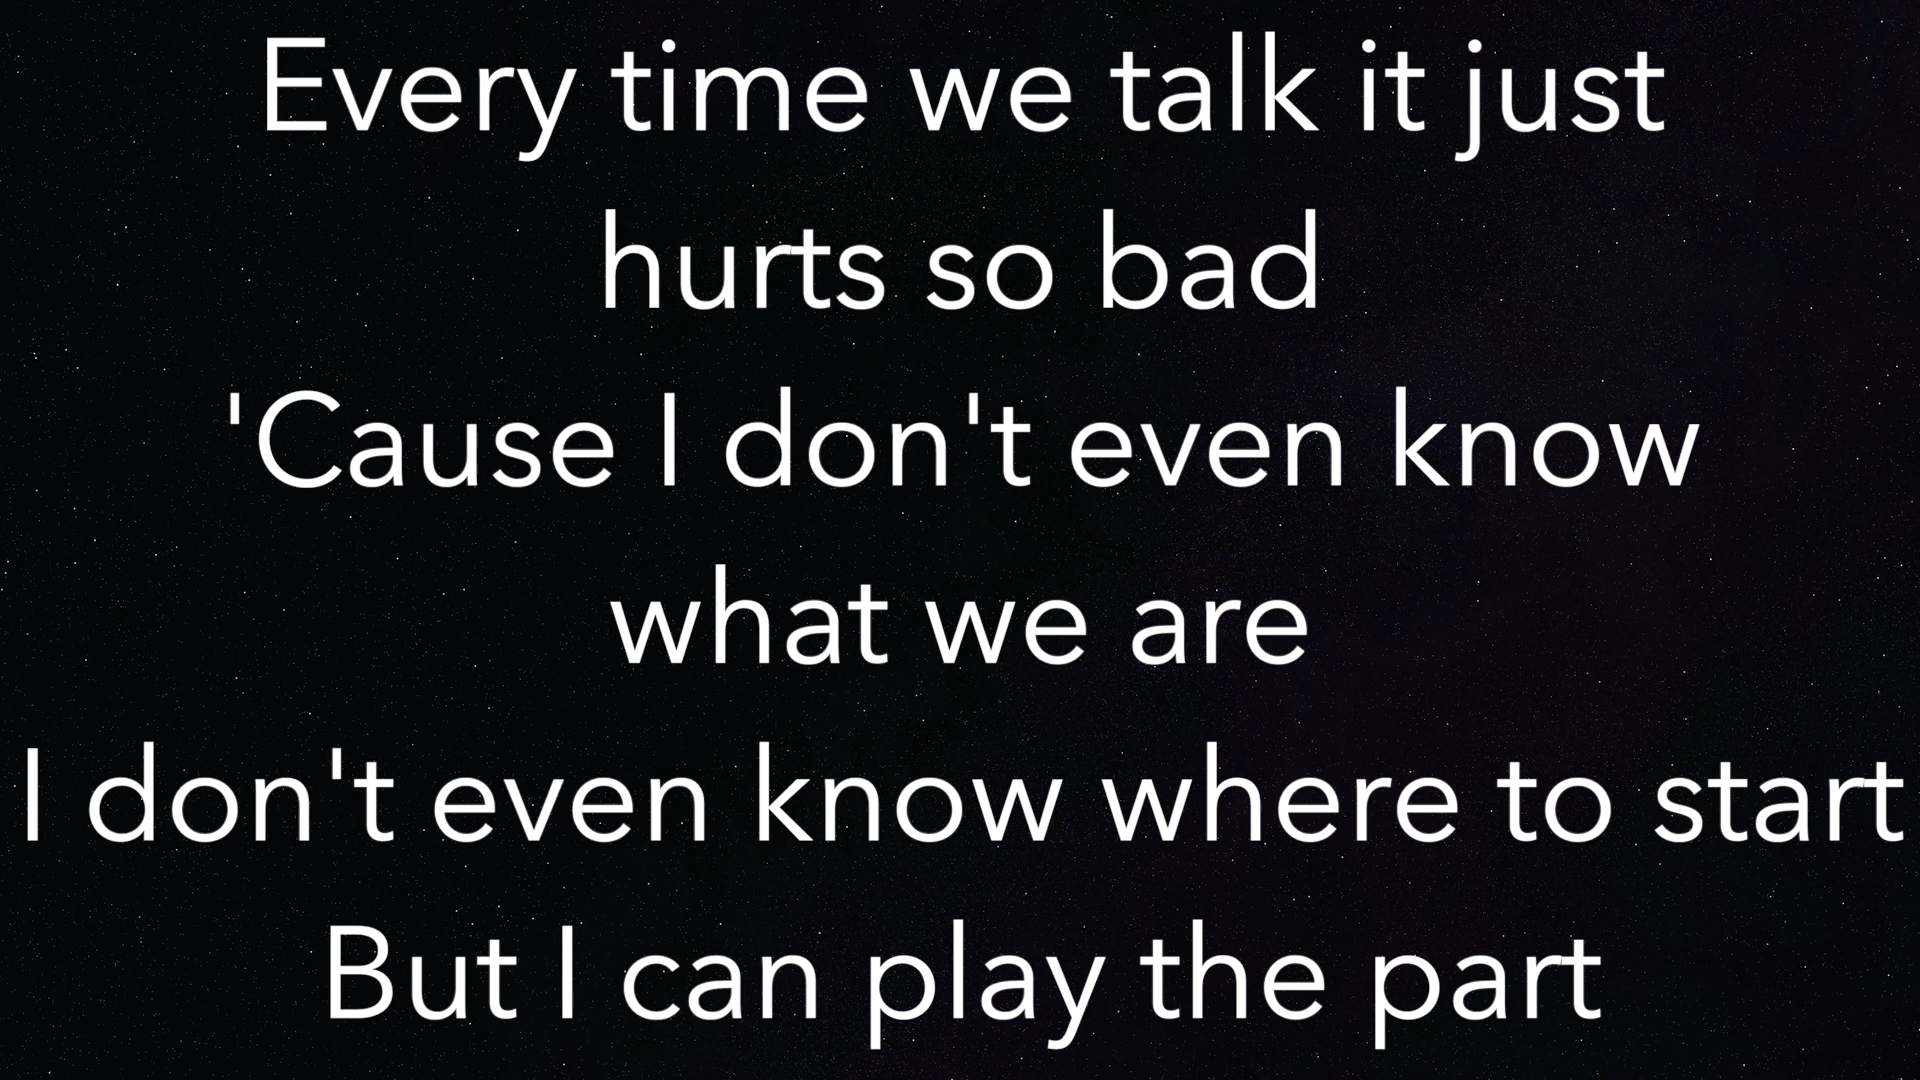 Every time we talk it just
hurts so bad
'Cause I don't even know
what we are
I don't even know where to start
But I can play the part